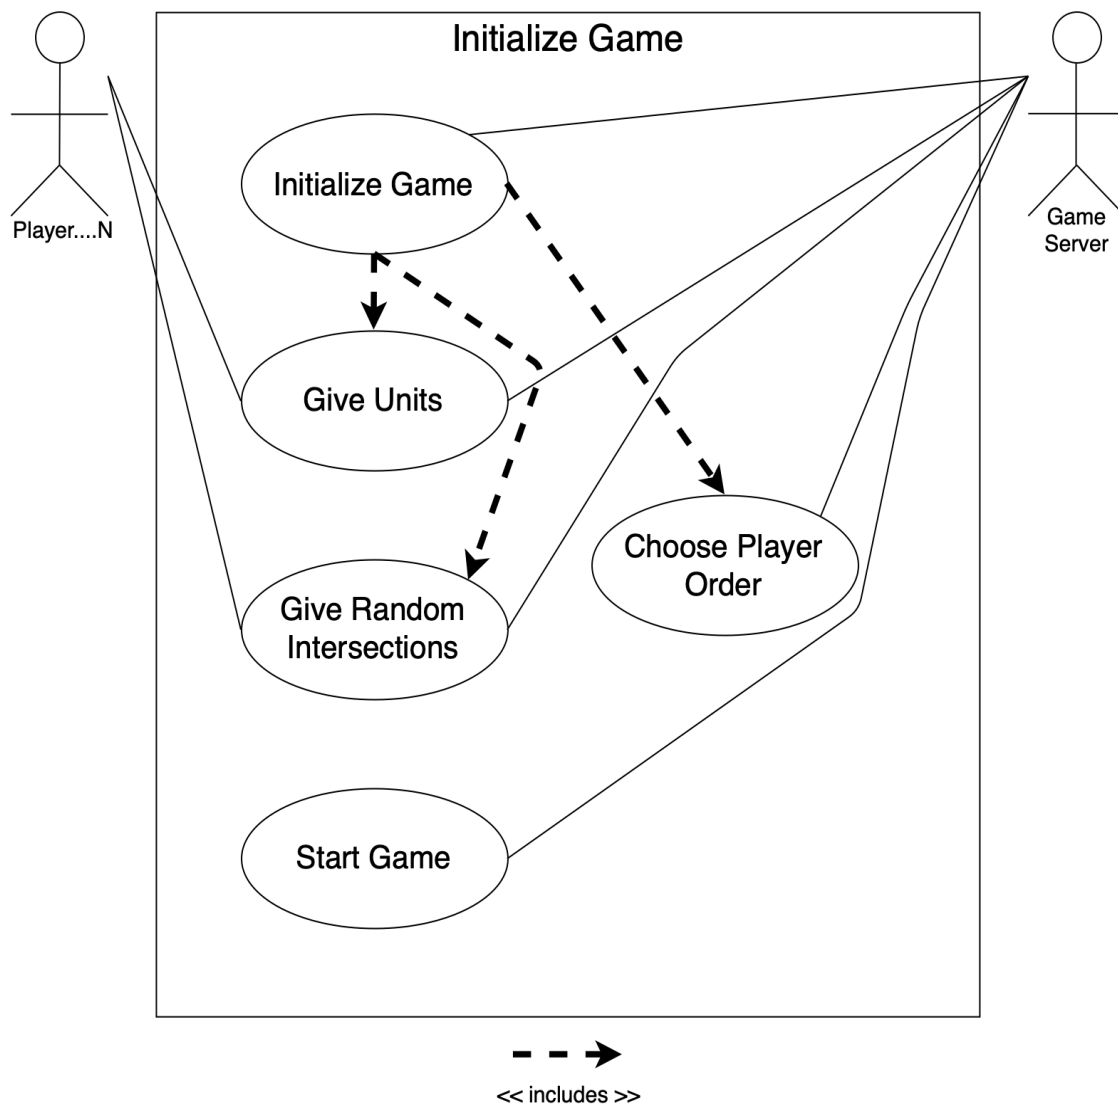 Initialize Game
Initialize Game
Player....N
Game
Server
Give Units
Choose Player
Order
Give Random
Intersections
Start Game
<< includes >>